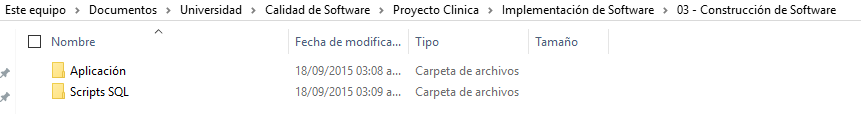 Este equipo > Documentos > Universidad > Calidad de Software > Proyecto Clinica > Implementación de Software > 03 - Construcción de Software
Nombre Fecha de modifica... Tipo Tamaño
Aplicación 18/09/2015 03:08 a... Carpeta de archivos
Scripts SQL 18/09/2015 03:09 a... Carpeta de archivos